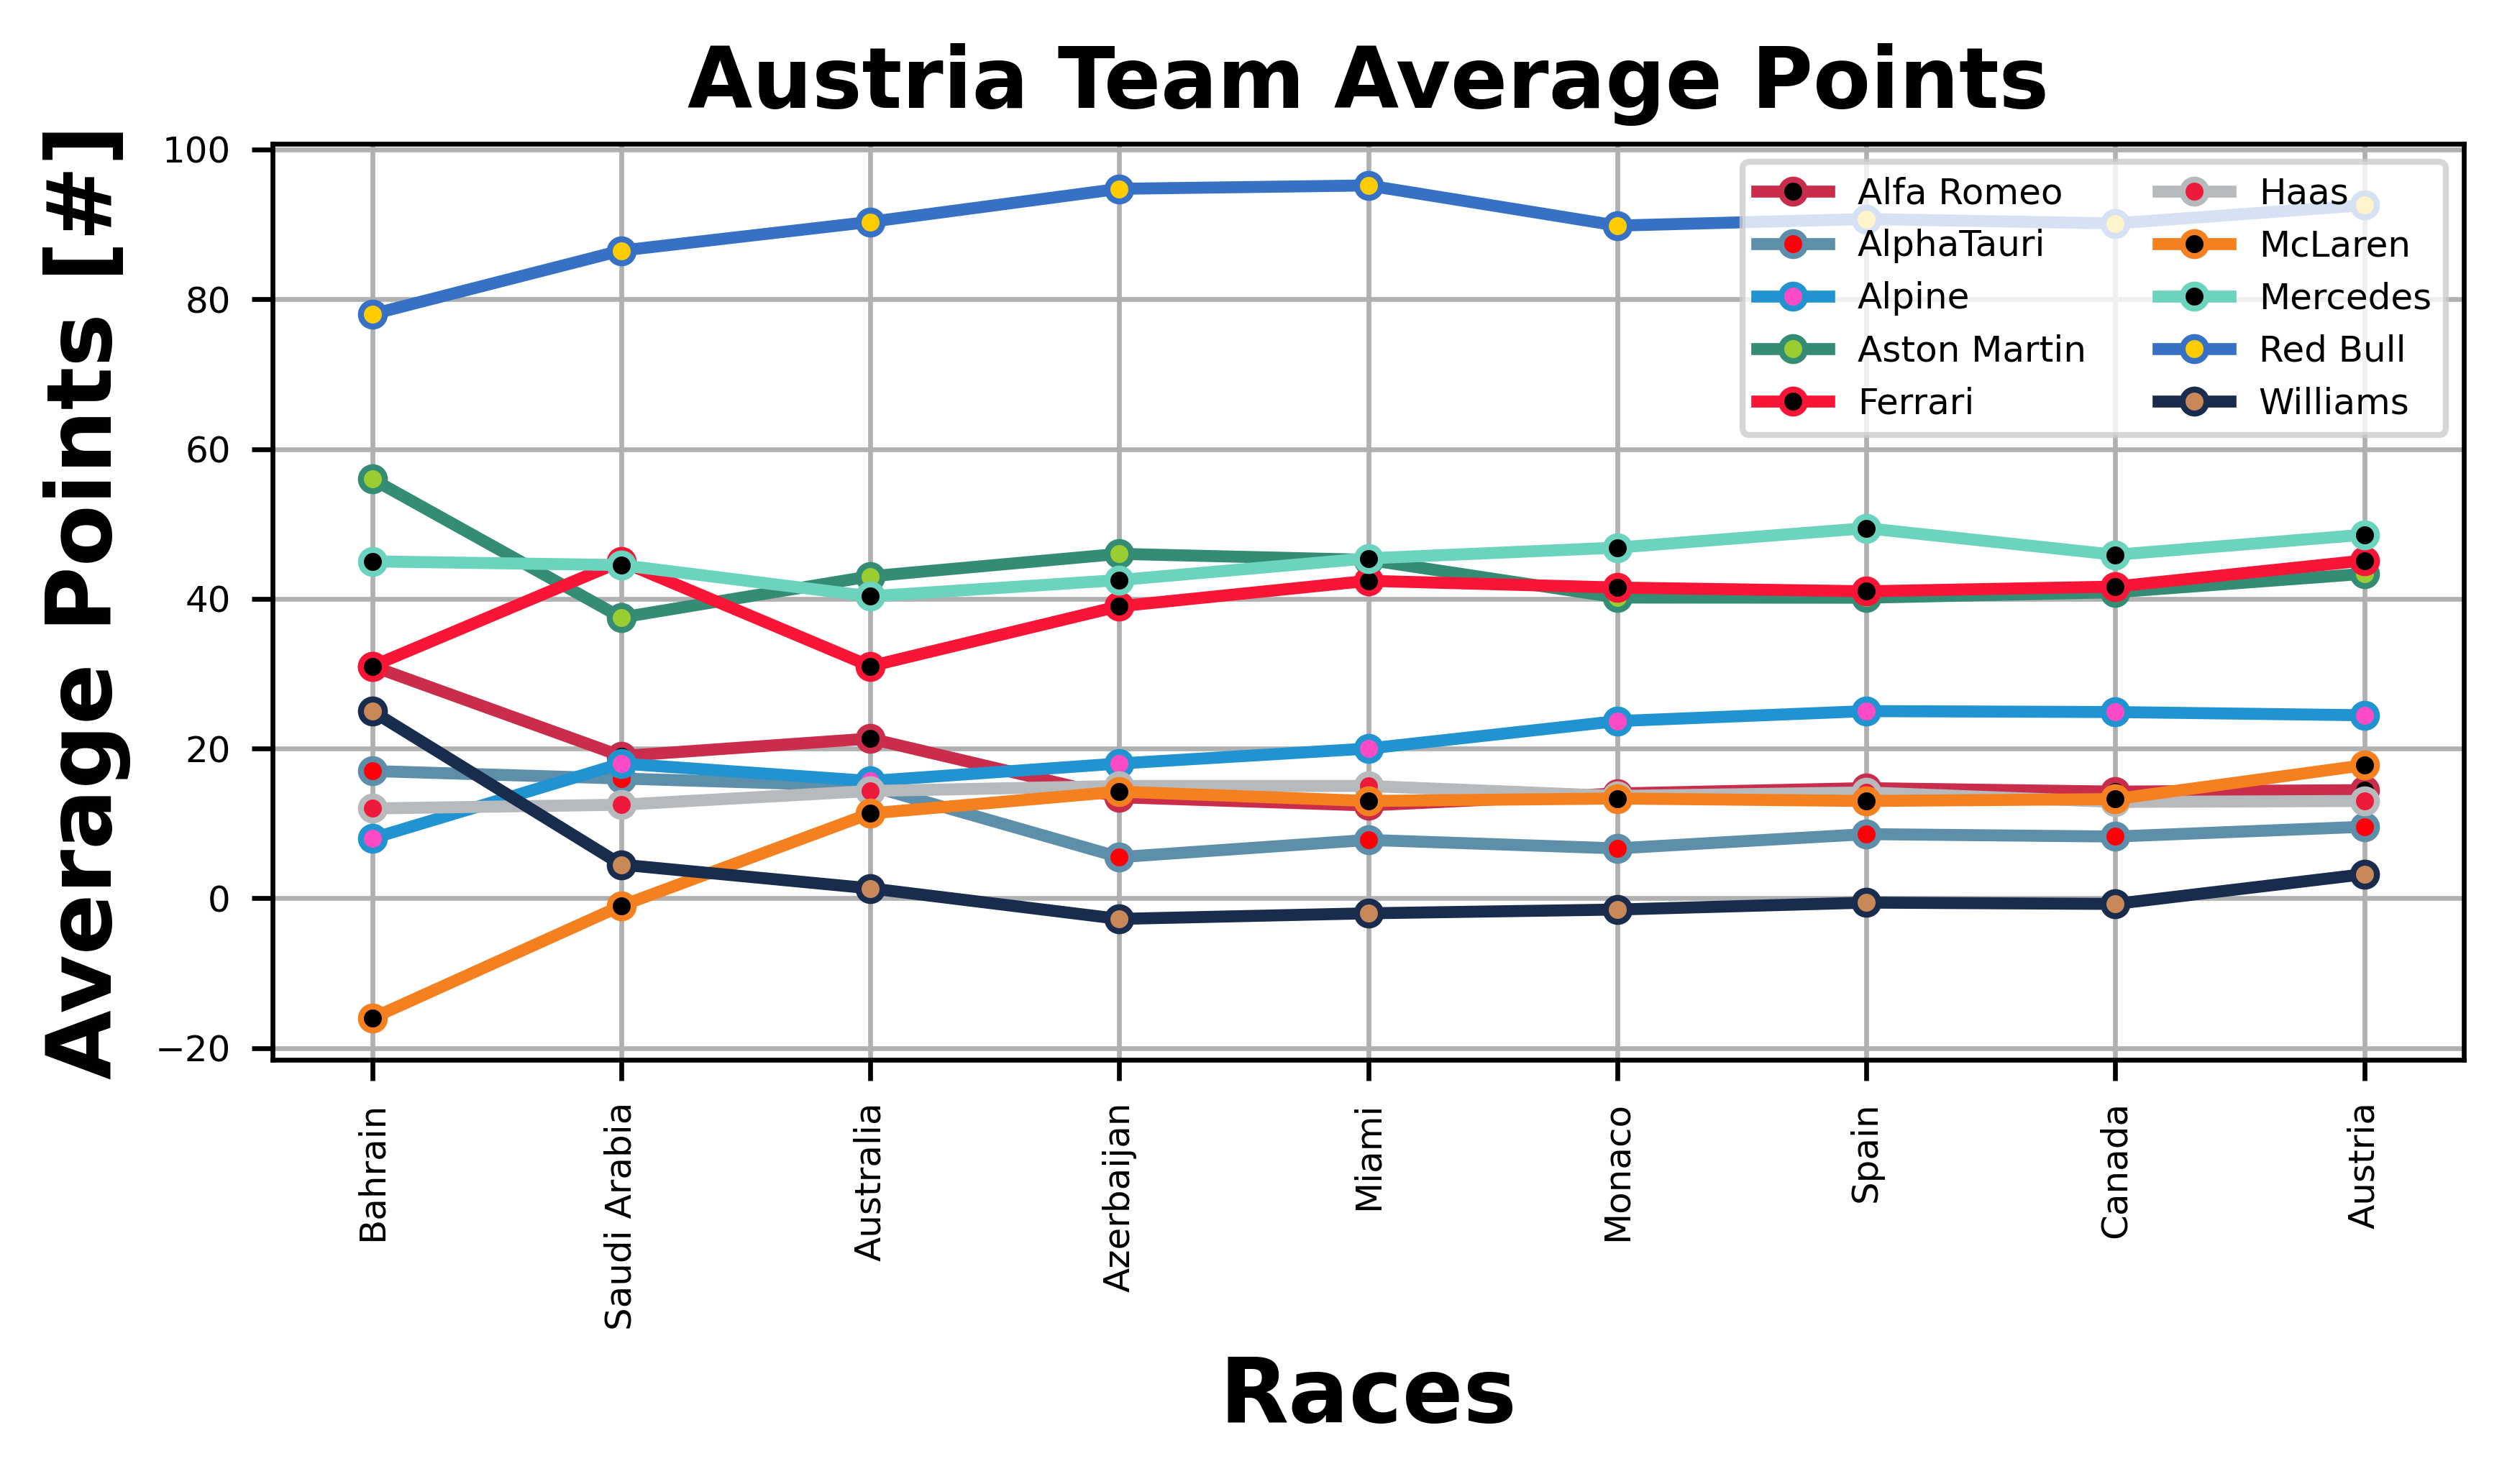 Austria Team Average Points
Average Points [#]
100
80
60
40
20
0
−20
Alfa Romeo
AlphaTauri
Alpine
Aston Martin
Ferrari
Haas
McLaren
Mercedes
Red Bull
Williams
Bahrain
Saudi Arabia
Australia
Azerbaijan
Miami
Monaco
Spain
Canada
Austria
Races